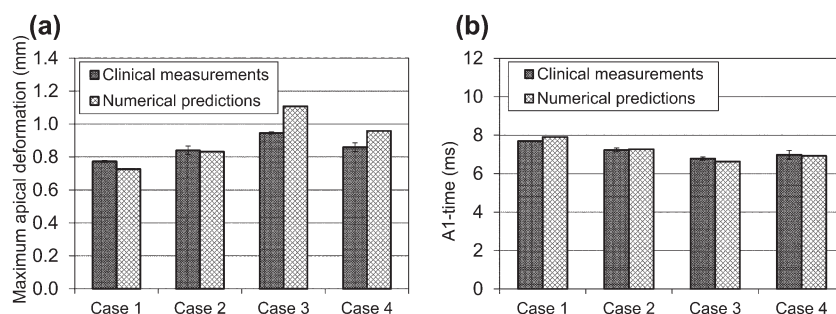 (a)
Maximum apical deformation (mm)
1.4
1.2
1.0
0.8
0.6
0.4
0.2
0.0
Clinical measurements
Numerical predictions
Case 1 Case 2 Case 3 Case 4
(b)
A1-time (ms)
12
10
8
6
4
2
0
Clinical measurements
Numerical predictions
Case 1 Case 2 Case 3 Case 4